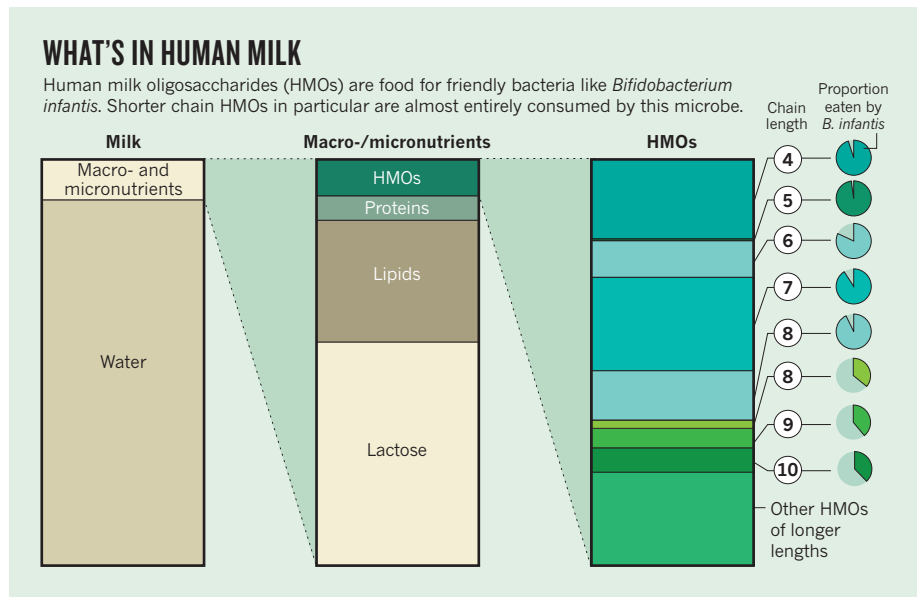 WHAT'S IN HUMAN MILK
Human milk oligosaccharides (HMOs) are food for friendly bacteria like Bifidobacterium
infantis. Shorter chain HMOs in particular are almost entirely consumed by this microbe.
Milk
Macro- and
micronutrients
Water
Macro-/micronutrients
HMOs
Proteins
Lipids
Lactose
HMOs
Chain
length
Proportion
eaten by
B. infantis
4
5
6
7
8
8
9
10
Other HMOs
of longer
lengths